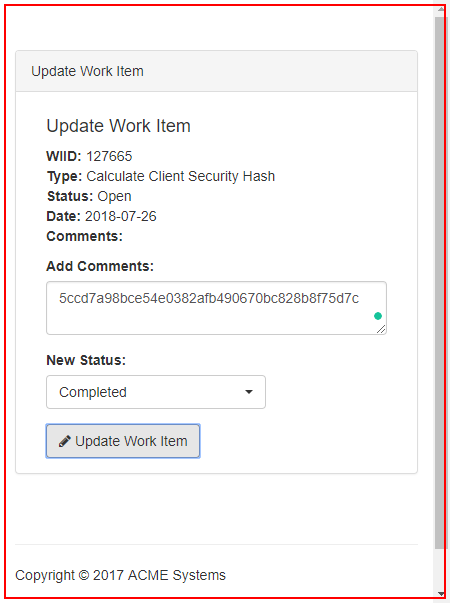 Update Work Item
Update Work Item
WIID: 127665
Type: Calculate Client Security Hash
Status: Open
Date: 2018-07-26
Comments:
Add Comments:
5ccd7a98bce54e0382afb490670bc828b8f75d7c
New Status:
Completed
Update Work Item
Copyright © 2017 ACME Systems